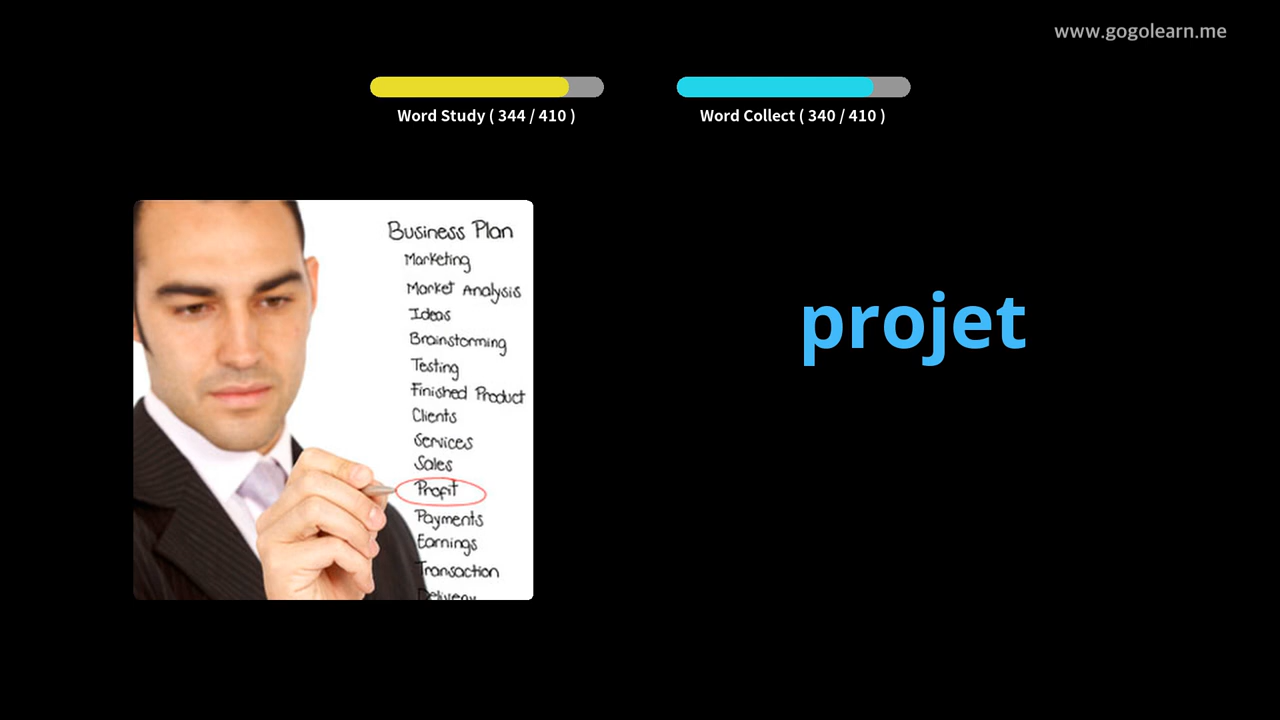 www.gogolearn.me
Word Study ( 344 / 410 )
Word Collect ( 340 / 410 )
Business Plan
Marketing
Market Analysis
Ideas
Brainstorming
Testing
Finished Product
Clients
Services
Sales
Profit
Payments
Earnings
Transaction
Delivery
projet